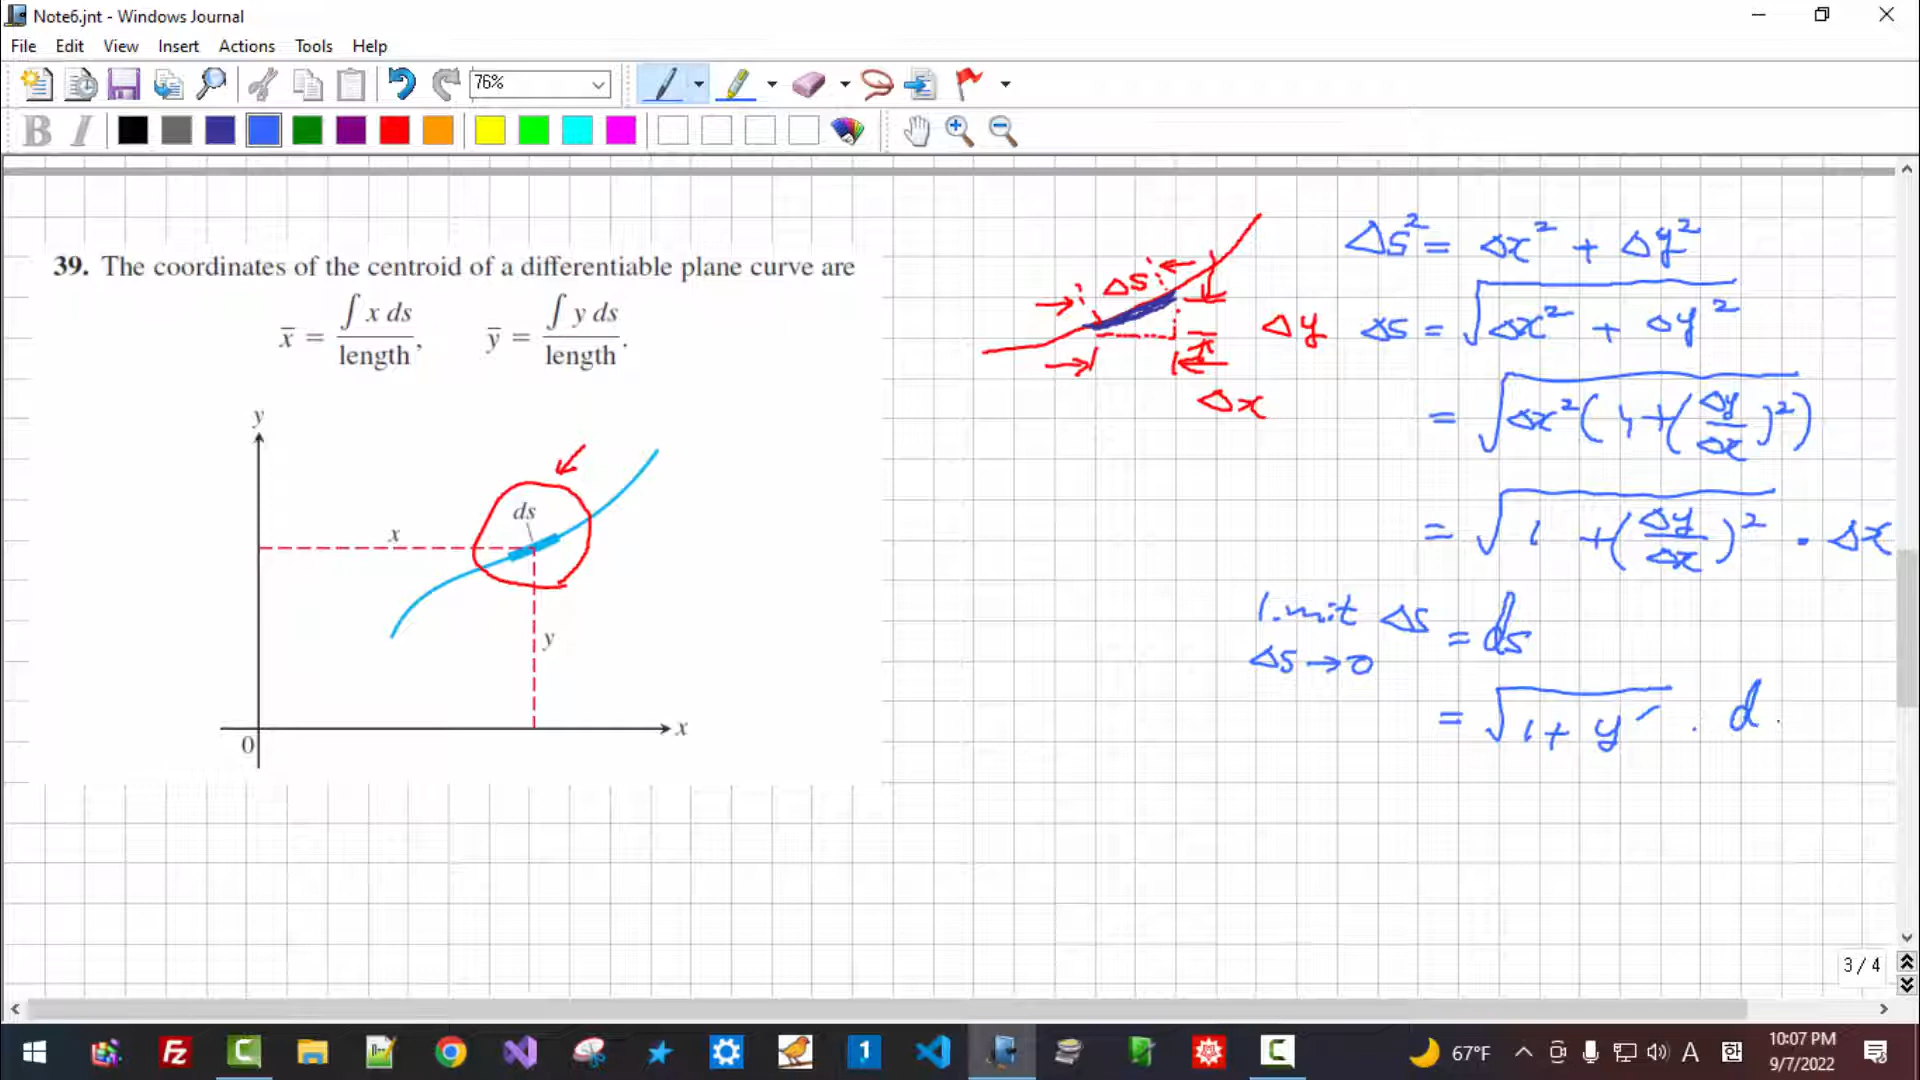 Note6.jnt - Windows Journal
File Edit View Insert Actions Tools Help
76%
B I
39. The coordinates of the centroid of a differentiable plane curve are
x̄ = ∫ x ds / length, ȳ = ∫ y ds / length.
y
ds
x
y
x
0
Δs
Δy
Δx
Δs² = Δx² + Δy²
Δs = √(Δx² + Δy²)
= √(Δx²(1+(Δy/Δx)²))
= √(1 + (Δy/Δx)²) · Δx
limit Δs = ds
Δs → 0
= √(1 + y′) · d
3 / 4
Fz
C
1
C
67°F
A
한
10:07 PM
9/7/2022